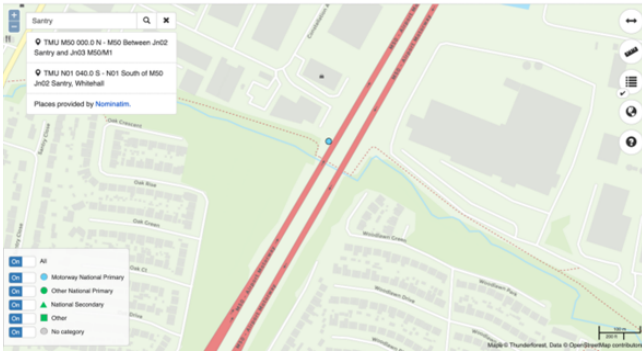 Santry
TMU M50 000.0 N - M50 Between Jn02
Santry and Jn03 M50/M1
TMU N01 040.0 S - N01 South of M50
Jn02 Santry, Whitehall
Places provided by Nominatim.
Oak Crescent
Oak Rise
Oak Green
Oak Ct
Woodlawn Green
Woodlawn Park
Woodlawn Drive
On All
On Motorway National Primary
On Other National Primary
On National Secondary
On Other
On No category
100 m
Maps © Thunderforest, Data © OpenStreetMap contributors